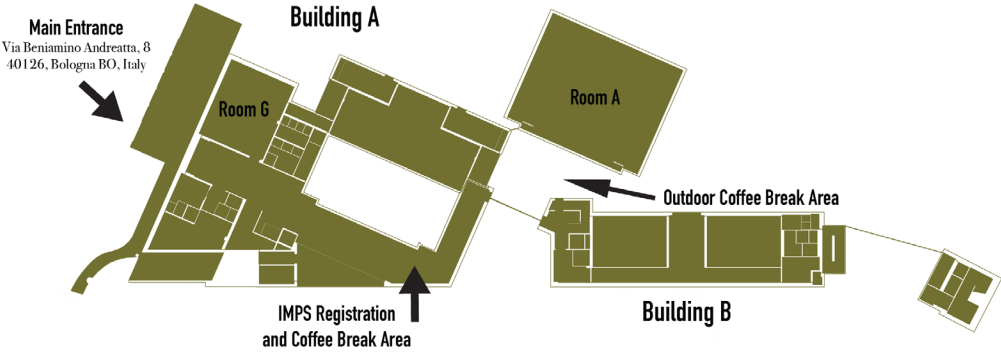 Building A
Main Entrance
Via Beniamino Andreatta, 8
40126, Bologna BO, Italy
Room G
Room A
Outdoor Coffee Break Area
IMPS Registration
and Coffee Break Area
Building B